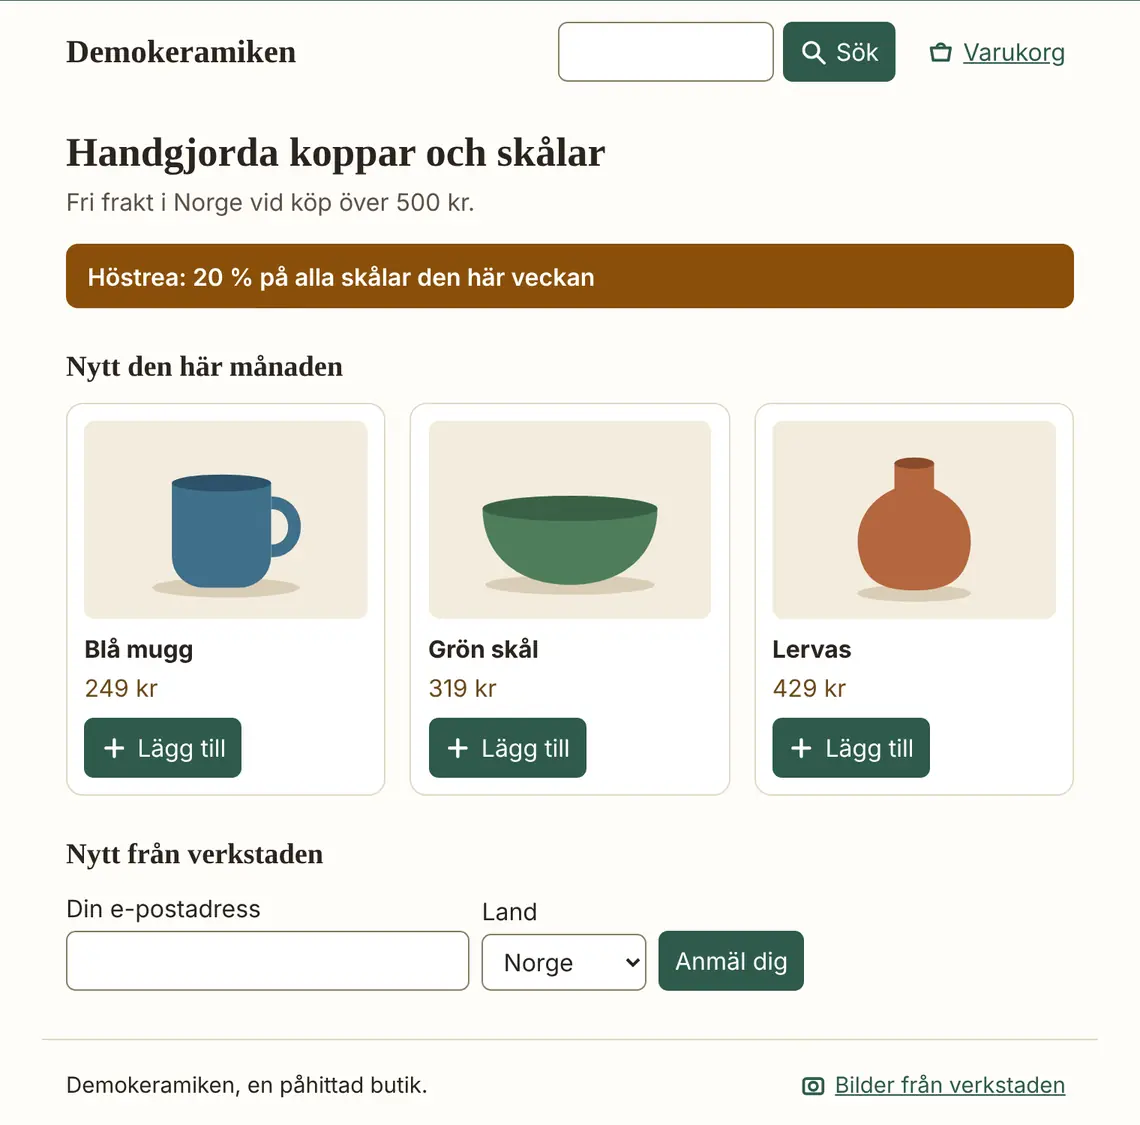 Demokeramiken
Sök
Varukorg
Handgjorda koppar och skålar
Fri frakt i Norge vid köp över 500 kr.
Höstrea: 20 % på alla skålar den här veckan
Nytt den här månaden
Blå mugg
249 kr
Lägg till
Grön skål
319 kr
Lägg till
Lervas
429 kr
Lägg till
Nytt från verkstaden
Din e-postadress
Land
Norge
Anmäl dig
Demokeramiken, en påhittad butik.
Bilder från verkstaden